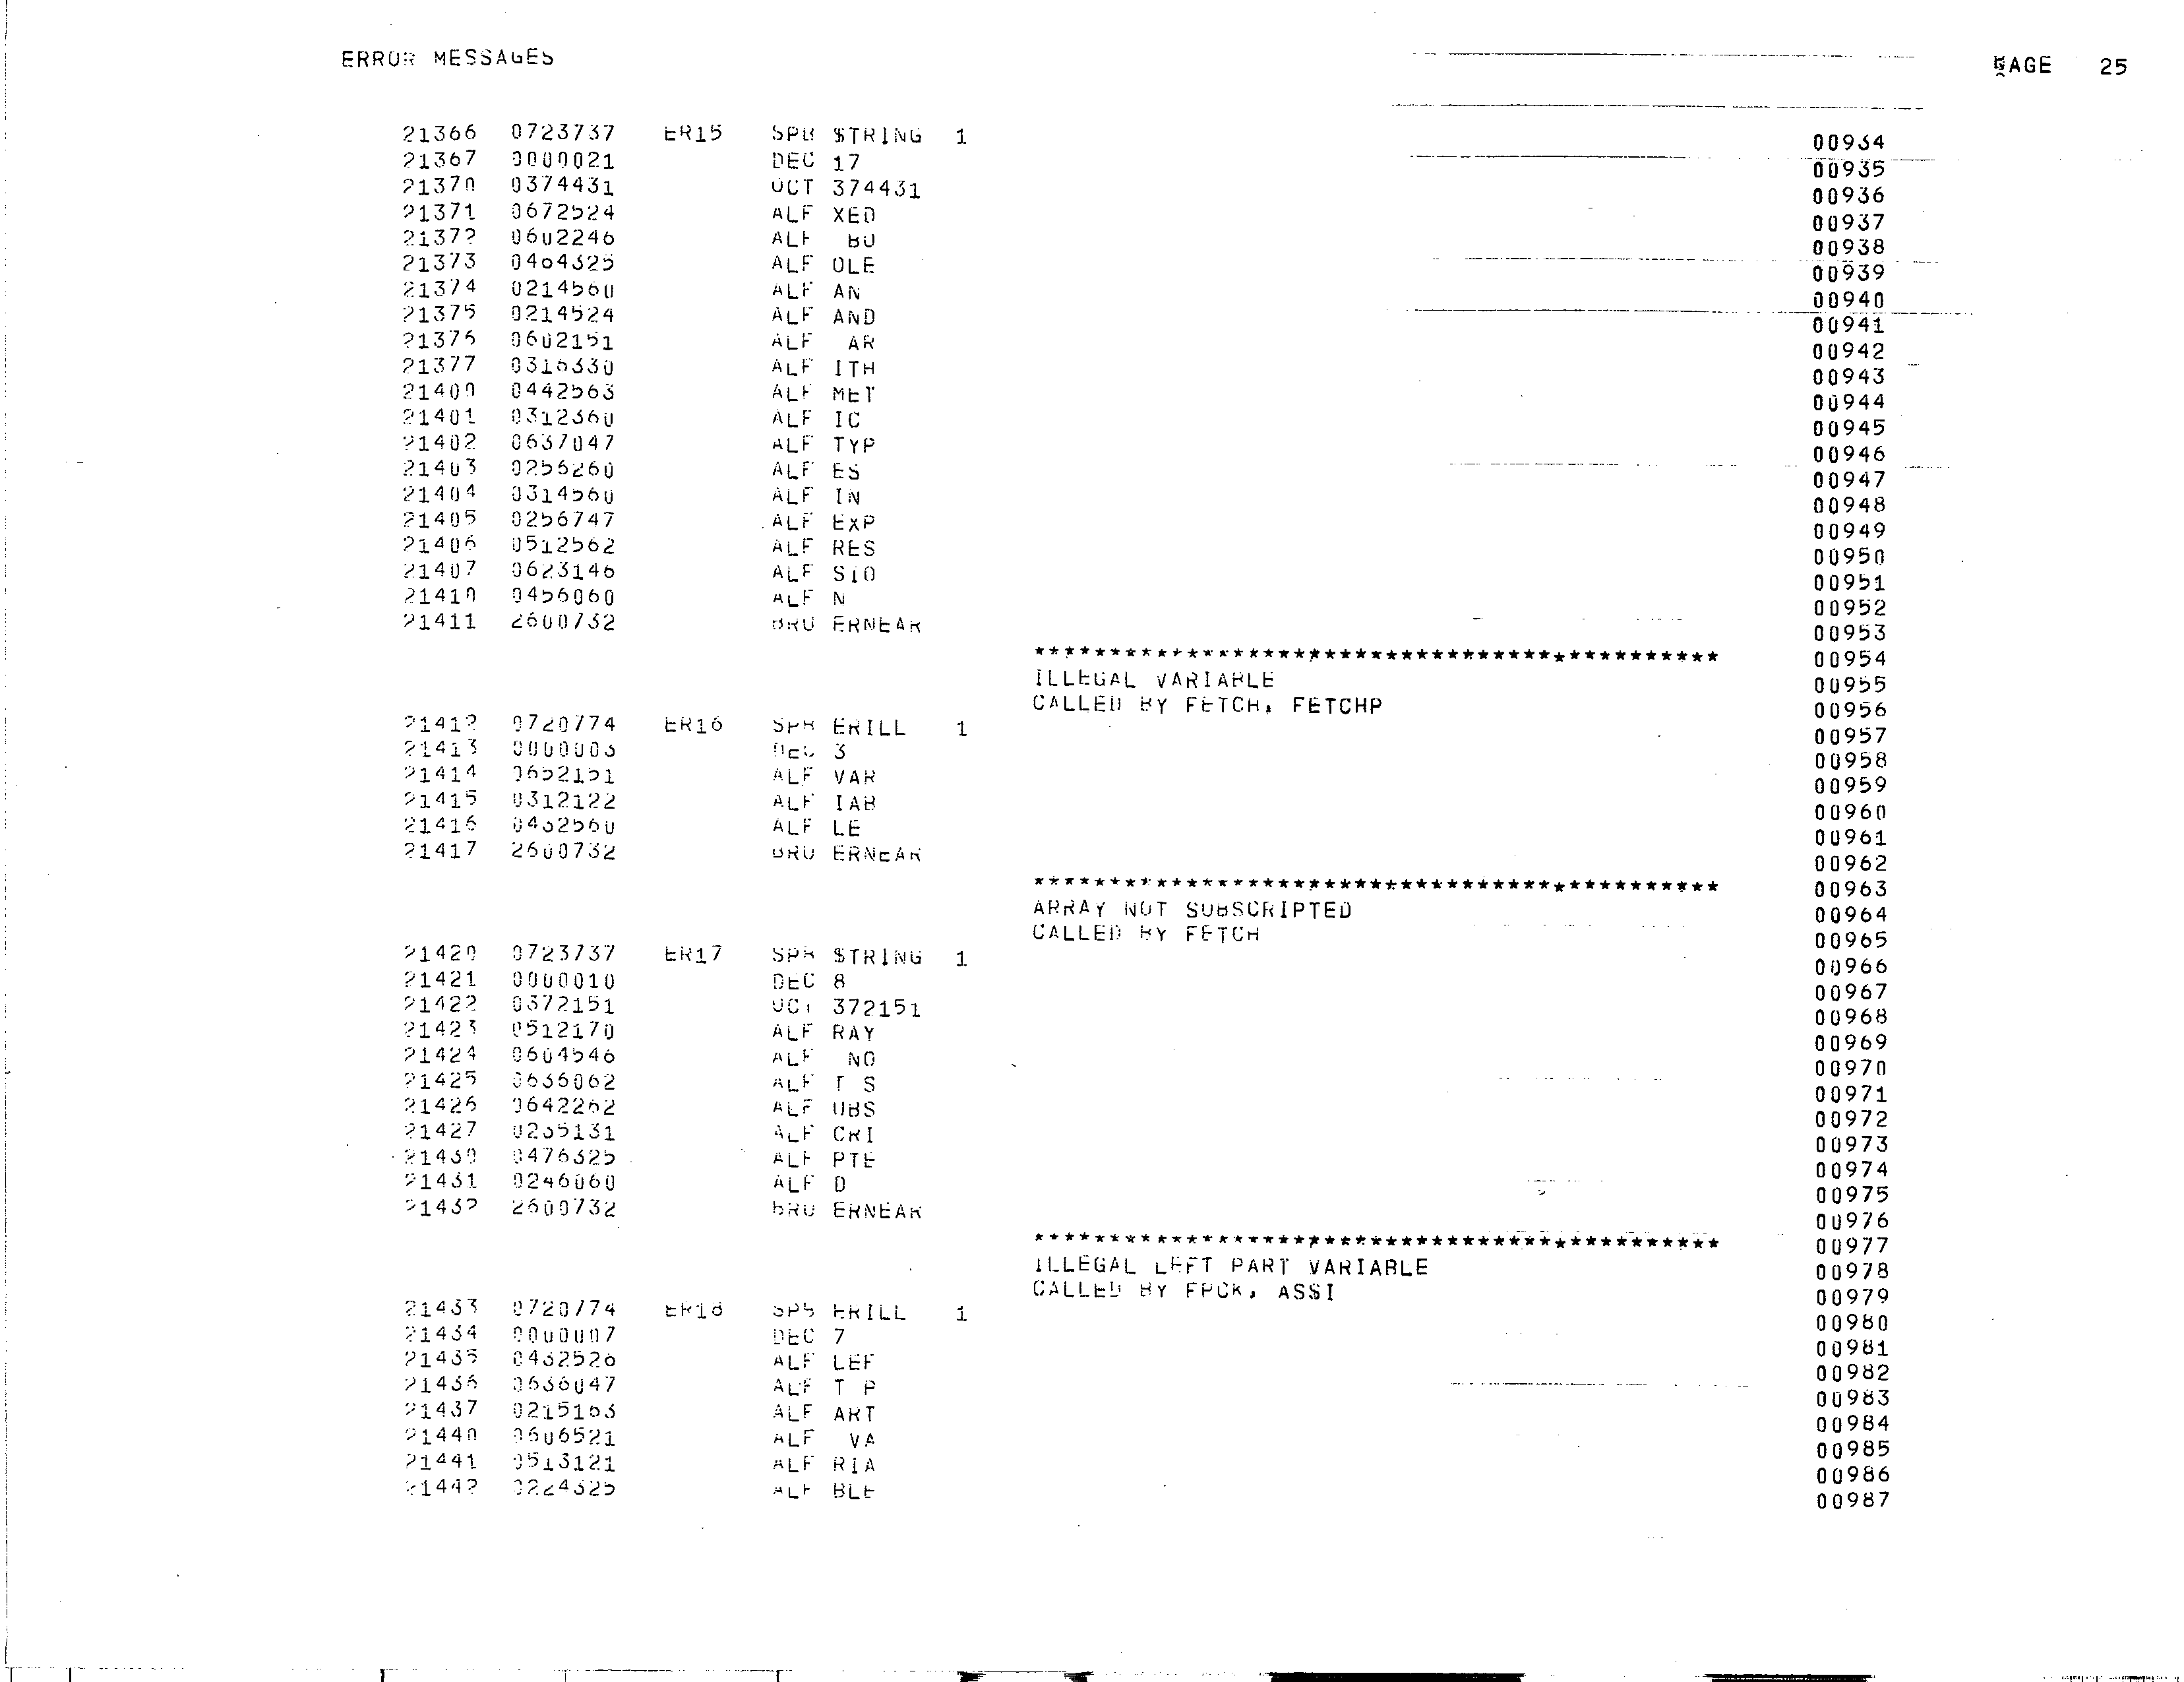 ERROR MESSAGES PAGE 25
21366 0723737 ER15 SPB $TRING 1 00934
21367 0000021 DEC 17 00935
21370 0374431 OCT 374431 00936
21371 0672524 ALF XED 00937
21372 0602246 ALF BO 00938
21373 0464325 ALF OLE 00939
21374 0214560 ALF AN 00940
21375 0214524 ALF AND 00941
21376 0602151 ALF AR 00942
21377 0316330 ALF ITH 00943
21400 0442563 ALF MET 00944
21401 0312360 ALF IC 00945
21402 0637047 ALF TYP 00946
21403 0256260 ALF ES 00947
21404 0314560 ALF IN 00948
21405 0256747 ALF EXP 00949
21406 0512562 ALF RES 00950
21407 0623146 ALF SIO 00951
21410 0456060 ALF N 00952
21411 2600732 BRU ERNEAR 00953
********************************************* 00954
ILLEGAL VARIABLE 00955
CALLED BY FETCH, FETCHP 00956
21412 0720774 ER16 SPB ERILL 1 00957
21413 0000003 DEC 3 00958
21414 0652151 ALF VAR 00959
21415 0312122 ALF IAB 00960
21416 0432560 ALF LE 00961
21417 2600732 BRU ERNEAR 00962
********************************************* 00963
ARRAY NOT SUBSCRIPTED 00964
CALLED BY FETCH 00965
21420 0723737 ER17 SPB $TRING 1 00966
21421 0000010 DEC 8 00967
21422 0372151 OCT 372151 00968
21423 0512170 ALF RAY 00969
21424 0604546 ALF NO 00970
21425 0636062 ALF T S 00971
21426 0642262 ALF UBS 00972
21427 0235131 ALF CRI 00973
21430 0476325 ALF PTE 00974
21431 0246060 ALF D 00975
21432 2600732 BRU ERNEAR 00976
********************************************* 00977
ILLEGAL LEFT PART VARIABLE 00978
CALLED BY FPCK, ASSI 00979
21433 0720774 ER18 SPB ERILL 1 00980
21434 0000007 DEC 7 00981
21435 0432526 ALF LEF 00982
21436 0636047 ALF T P 00983
21437 0215163 ALF ART 00984
21440 0606521 ALF VA 00985
21441 0513121 ALF RIA 00986
21442 0224325 ALF BLE 00987